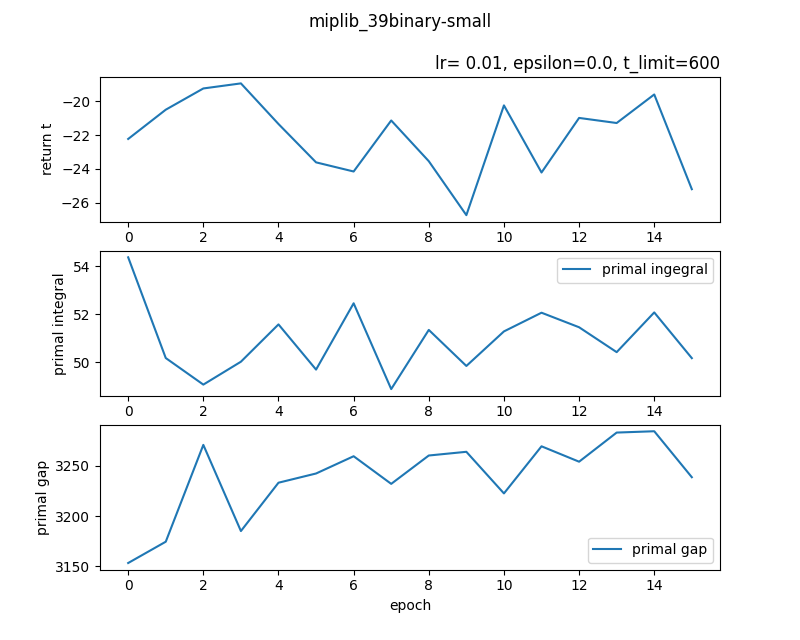 miplib_39binary-small
lr= 0.01, epsilon=0.0, t_limit=600
return t
−20
−22
−24
−26
0 2 4 6 8 10 12 14
primal integral
54
52
50
primal ingegral
0 2 4 6 8 10 12 14
primal gap
3250
3200
3150
primal gap
0 2 4 6 8 10 12 14
epoch